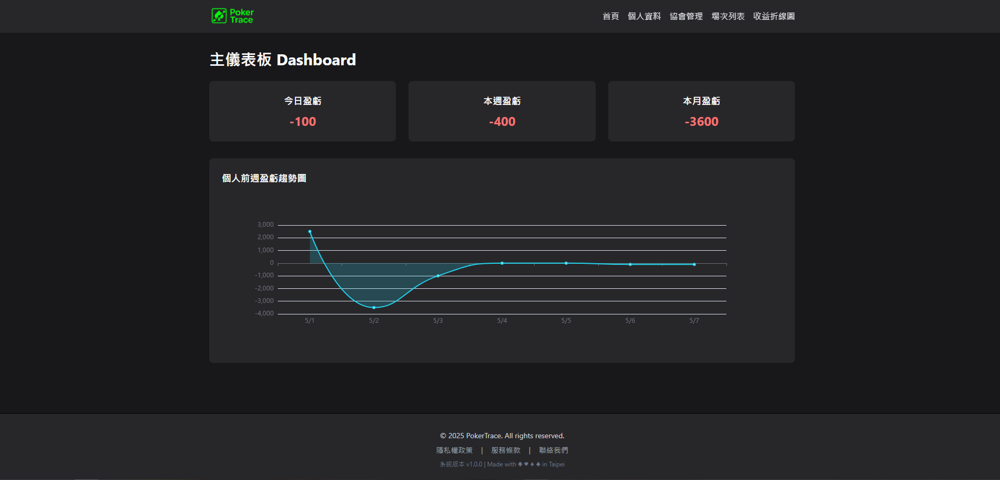 Poker
Trace
首頁 個人資料 協會管理 場次列表 收益折線圖
主儀表板 Dashboard
今日盈虧 本週盈虧 本月盈虧
-100 -400 -3600
個人前週盈虧趨勢圖
3,000
2,000
1,000
0
-1,000
-2,000
-3,000
-4,000
5/1 5/2 5/3 5/4 5/5 5/6 5/7
© 2025 PokerTrace. All rights reserved.
隱私權政策 | 服務條款 | 聯絡我們
系統版本 v1.0.0 | Made with ♠ ♥ ♦ ♣ in Taipei